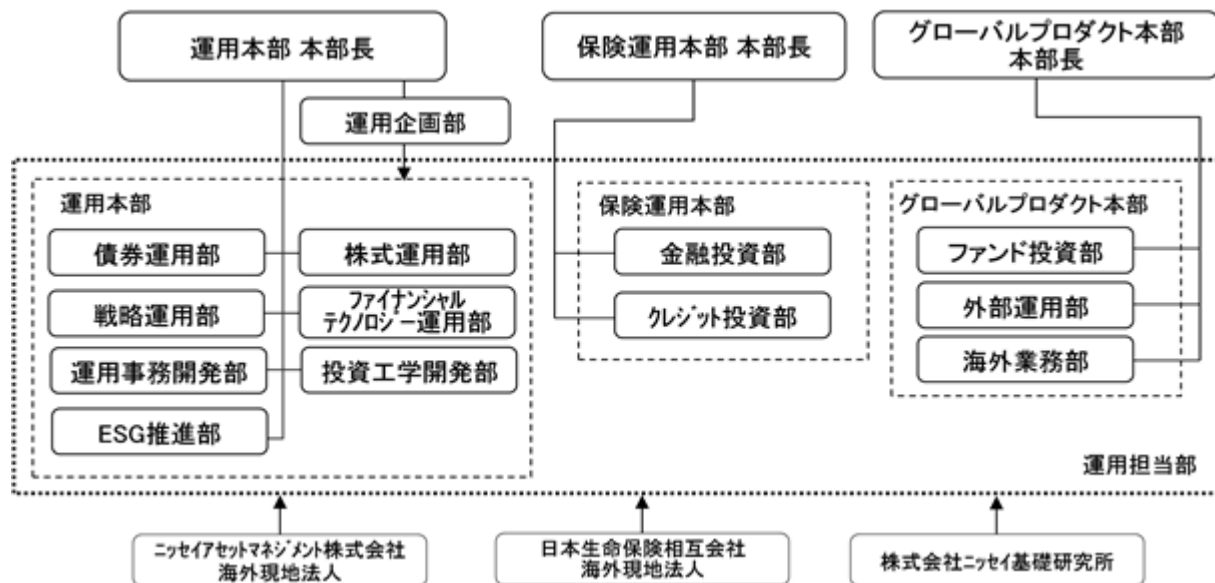 運用本部 本部長
保険運用本部 本部長
グローバルプロダクト本部
本部長
運用企画部
運用本部
債券運用部
株式運用部
戦略運用部
ファイナンシャル
テクノロジー運用部
運用事務開発部
投資工学開発部
ESG推進部
保険運用本部
金融投資部
クレジット投資部
グローバルプロダクト本部
ファンド投資部
外部運用部
海外業務部
運用担当部
ニッセイアセットマネジメント株式会社
海外現地法人
日本生命保険相互会社
海外現地法人
株式会社ニッセイ基礎研究所